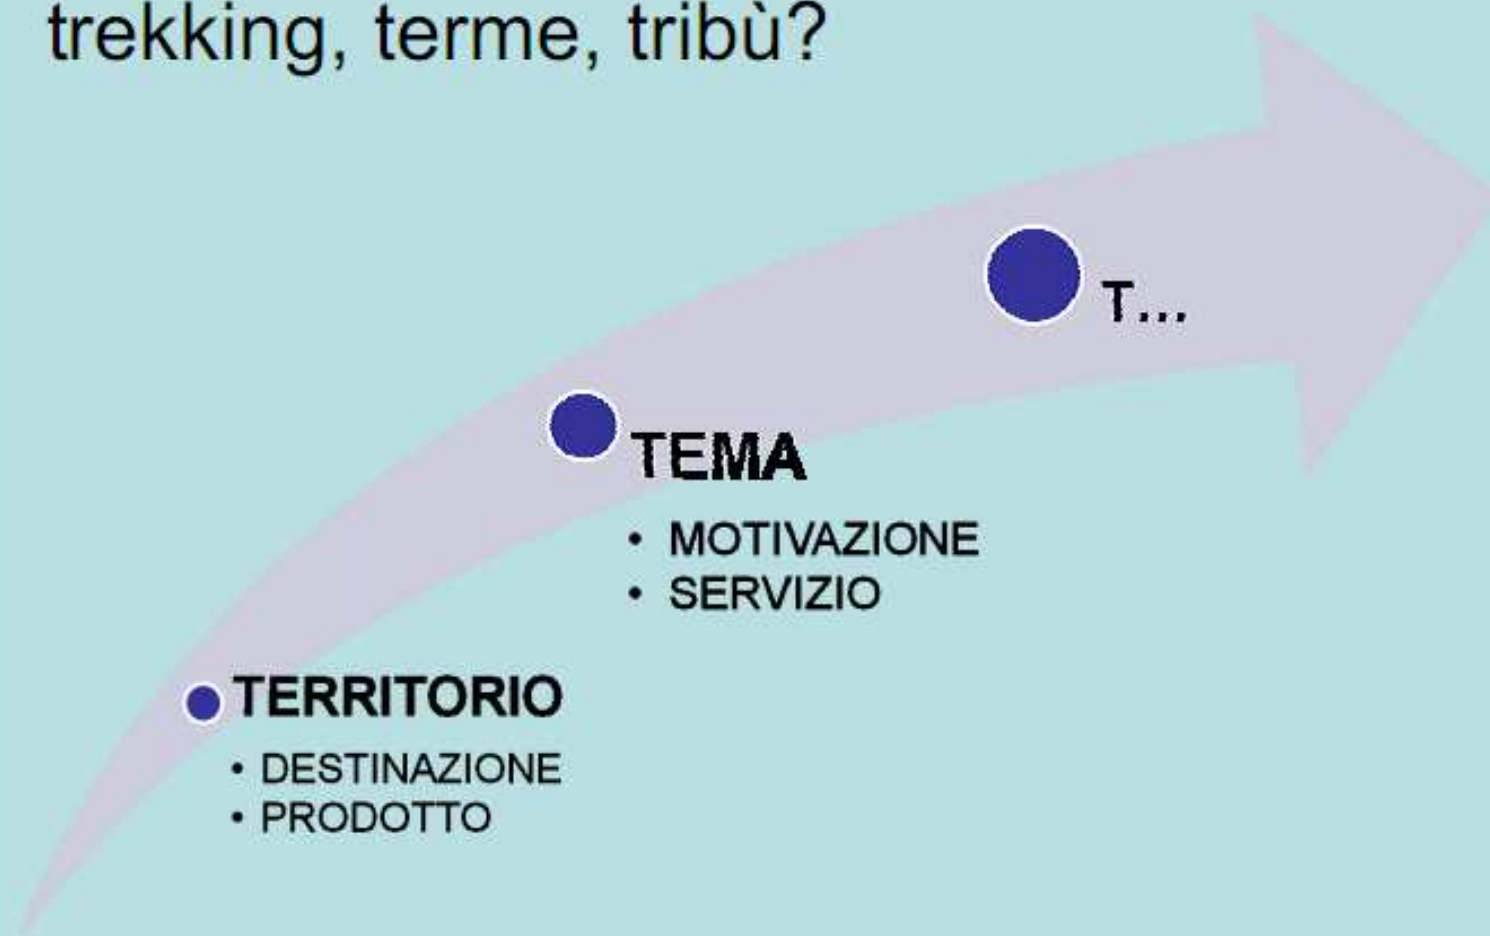 trekking, terme, tribù?
T...
TEMA
• MOTIVAZIONE
• SERVIZIO
TERRITORIO
• DESTINAZIONE
• PRODOTTO